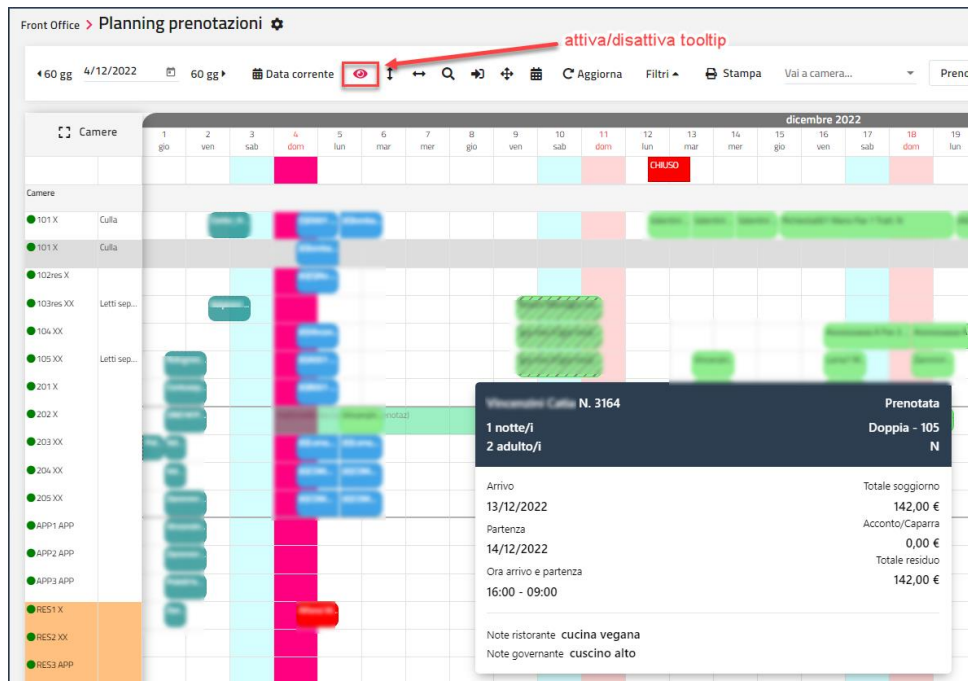 Front Office > Planning prenotazioni
attiva/disattiva tooltip
60 gg 4/12/2022 60 gg Data corrente Aggiorna Filtri Stampa Vai a camera...
Camere
dicembre 2022
1 2 3 4 5 6 7 8 9 10 11 12 13 14 15 16 17 18 19
gio ven sab dom lun mar mer gio ven sab dom lun mar mer gio ven sab dom lun
CHIUSO
Camere
101 X Culla
101 X Culla
102res X
103res XX Letti sep...
104 XX
105 XX Letti sep...
201 X
202 X
203 XX
204 XX
205 XX
APP1 APP
APP2 APP
APP3 APP
RES1 X
RES2 XX
RES3 APP
N. 3164 Prenotata
1 notte/i Doppia - 105
2 adulto/i N
Arrivo Totale soggiorno
13/12/2022 142,00 €
Partenza Acconto/Caparra
14/12/2022 0,00 €
Ora arrivo e partenza Totale residuo
16:00 - 09:00 142,00 €
Note ristorante cucina vegana
Note governante cuscino alto